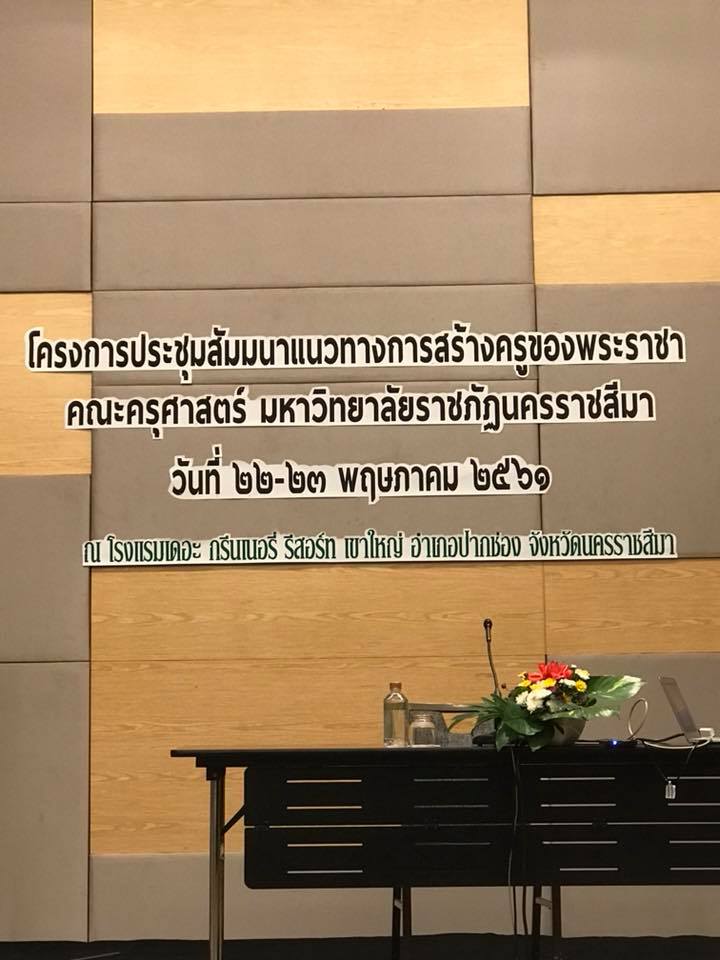 โครงการประชุมสัมมนาแนวทางการสร้างครูของพระราชา
คณะครุศาสตร์ มหาวิทยาลัยราชภัฏนครราชสีมา
วันที่ ๒๒-๒๓ พฤษภาคม ๒๕๖๑
ณ โรงแรมเดอะ กรีนเนอรี่ รีสอร์ท เขาใหญ่ อำเภอปากช่อง จังหวัดนครราชสีมา